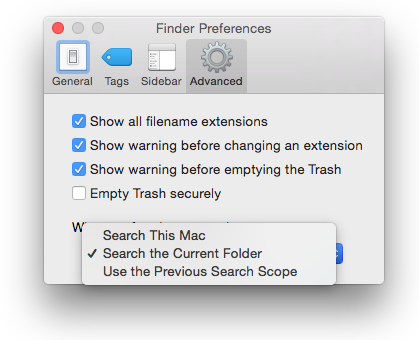 Finder Preferences
General Tags Sidebar Advanced
Show all filename extensions
Show warning before changing an extension
Show warning before emptying the Trash
Empty Trash securely
Search This Mac
Search the Current Folder
Use the Previous Search Scope